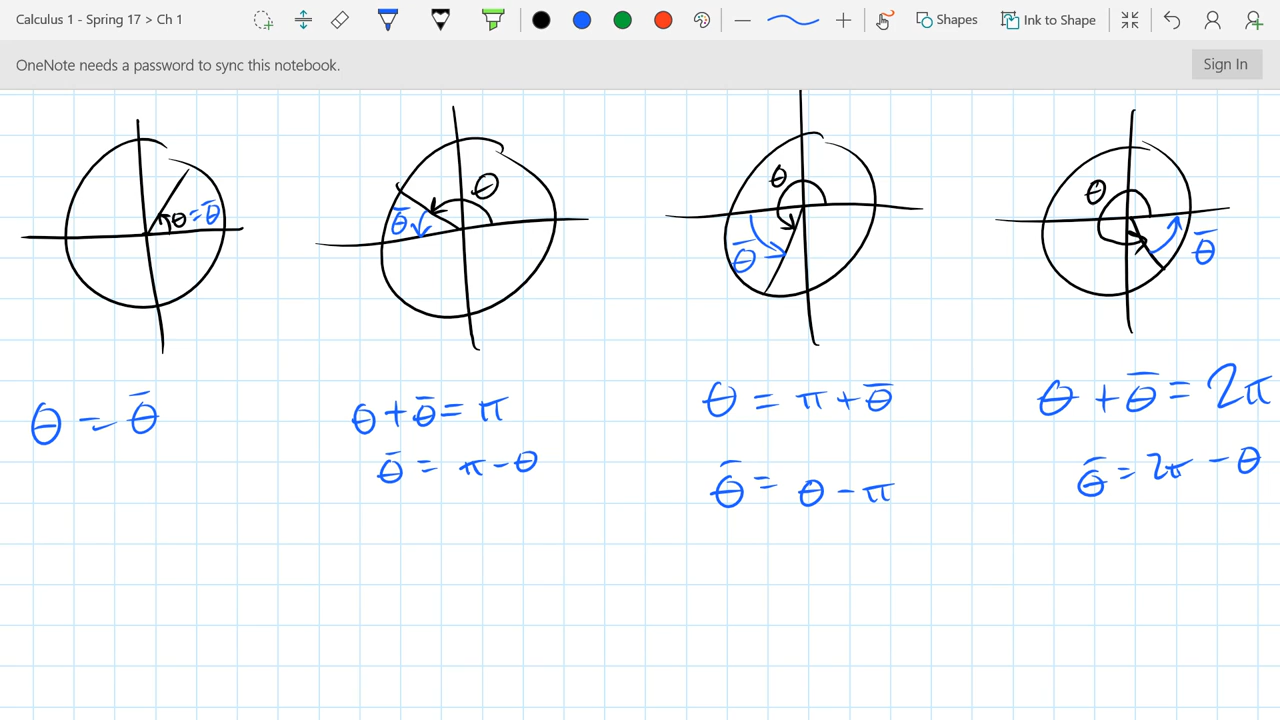 Calculus 1 - Spring 17 > Ch 1
Shapes
Ink to Shape
OneNote needs a password to sync this notebook.
Sign In
θ = θ̄
θ
θ̄
θ
θ̄
θ
θ̄
θ = θ̄
θ + θ̄ = π
θ̄ = π - θ
θ = π + θ̄
θ̄ = θ - π
θ + θ̄ = 2π
θ̄ = 2π - θ